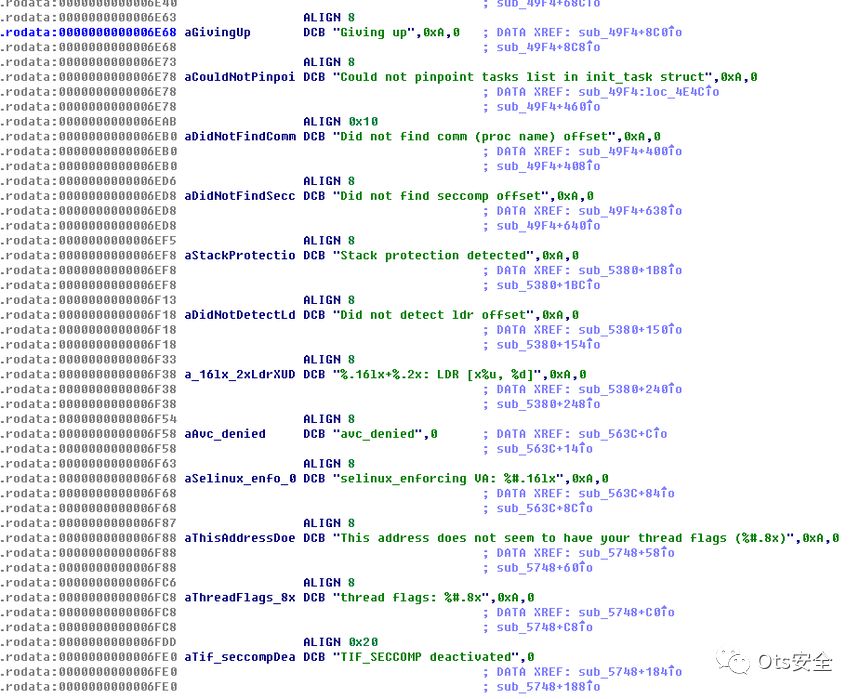 .rodata:0000000000006E40 ; sub_49F4+68C↑o
.rodata:0000000000006E63 ALIGN 8
.rodata:0000000000006E68 aGivingUp DCB "Giving up",0xA,0 ; DATA XREF: sub_49F4+8C0↑o
.rodata:0000000000006E68 ; sub_49F4+8C8↑o
.rodata:0000000000006E73 ALIGN 8
.rodata:0000000000006E78 aCouldNotPinpoi DCB "Could not pinpoint tasks list in init_task struct",0xA,0
.rodata:0000000000006E78 ; DATA XREF: sub_49F4:loc_4E4C↑o
.rodata:0000000000006E78 ; sub_49F4+460↑o
.rodata:0000000000006EAB ALIGN 0x10
.rodata:0000000000006EB0 aDidNotFindComm DCB "Did not find comm (proc name) offset",0xA,0
.rodata:0000000000006EB0 ; DATA XREF: sub_49F4+400↑o
.rodata:0000000000006EB0 ; sub_49F4+408↑o
.rodata:0000000000006ED6 ALIGN 8
.rodata:0000000000006ED8 aDidNotFindSecc DCB "Did not find seccomp offset",0xA,0
.rodata:0000000000006ED8 ; DATA XREF: sub_49F4+638↑o
.rodata:0000000000006ED8 ; sub_49F4+640↑o
.rodata:0000000000006EF5 ALIGN 8
.rodata:0000000000006EF8 aStackProtectio DCB "Stack protection detected",0xA,0
.rodata:0000000000006EF8 ; DATA XREF: sub_5380+1B8↑o
.rodata:0000000000006EF8 ; sub_5380+1BC↑o
.rodata:0000000000006F13 ALIGN 8
.rodata:0000000000006F18 aDidNotDetectLd DCB "Did not detect ldr offset",0xA,0
.rodata:0000000000006F18 ; DATA XREF: sub_5380+150↑o
.rodata:0000000000006F18 ; sub_5380+154↑o
.rodata:0000000000006F33 ALIGN 8
.rodata:0000000000006F38 a_16lx_2xLdrXUD DCB "%.16lx+%.2x: LDR [x%u, %d]",0xA,0
.rodata:0000000000006F38 ; DATA XREF: sub_5380+240↑o
.rodata:0000000000006F38 ; sub_5380+248↑o
.rodata:0000000000006F54 ALIGN 8
.rodata:0000000000006F58 aAvc_denied DCB "avc_denied",0 ; DATA XREF: sub_563C+C↑o
.rodata:0000000000006F58 ; sub_563C+14↑o
.rodata:0000000000006F63 ALIGN 8
.rodata:0000000000006F68 aSelinux_enfo_0 DCB "selinux_enforcing VA: %#.16lx",0xA,0
.rodata:0000000000006F68 ; DATA XREF: sub_563C+84↑o
.rodata:0000000000006F68 ; sub_563C+8C↑o
.rodata:0000000000006F87 ALIGN 8
.rodata:0000000000006F88 aThisAddressDoe DCB "This address does not seem to have your thread flags (%#.8x)",0xA,0
.rodata:0000000000006F88 ; DATA XREF: sub_5748+58↑o
.rodata:0000000000006F88 ; sub_5748+60↑o
.rodata:0000000000006FC6 ALIGN 8
.rodata:0000000000006FC8 aThreadFlags_8x DCB "thread flags: %#.8x",0xA,0
.rodata:0000000000006FC8 ; DATA XREF: sub_5748+C0↑o
.rodata:0000000000006FC8 ; sub_5748+C8↑o
.rodata:0000000000006FDD ALIGN 0x20
.rodata:0000000000006FE0 aTif_seccompDea DCB "TIF_SECCOMP deactivated",0
.rodata:0000000000006FE0 ; DATA XREF: sub_5748+184↑o
.rodata:0000000000006FE0 ; sub_5748+188↑o
Ots安全